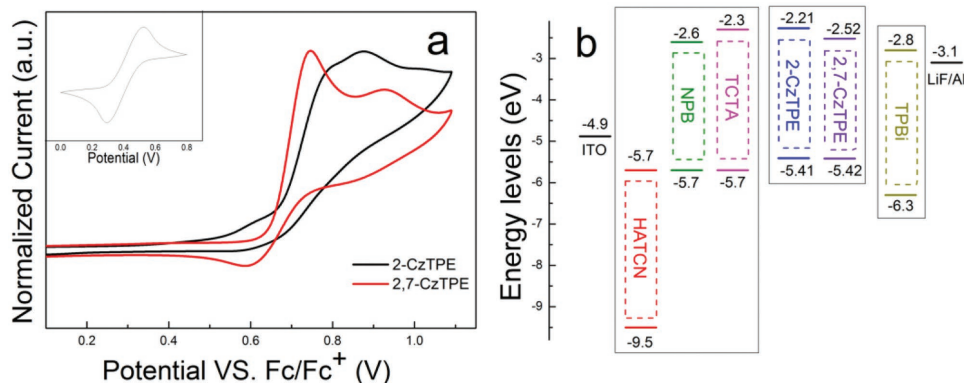 a
Normalized Current (a.u.)
0.0 0.2 0.4 0.6 0.8
Potential (V)
2-CzTPE
2,7-CzTPE
0.2 0.4 0.6 0.8 1.0
Potential VS. Fc/Fc+ (V)
b
Energy levels (eV)
-3
-4
-5
-6
-7
-8
-9
-4.9
ITO
-5.7
HATCN
-9.5
-2.6
NPB
-5.7
-2.3
TCTA
-5.7
-2.21
2-CzTPE
-5.41
-2.52
2,7-CzTPE
-5.42
-2.8
TPBi
-6.3
-3.1
LiF/Al